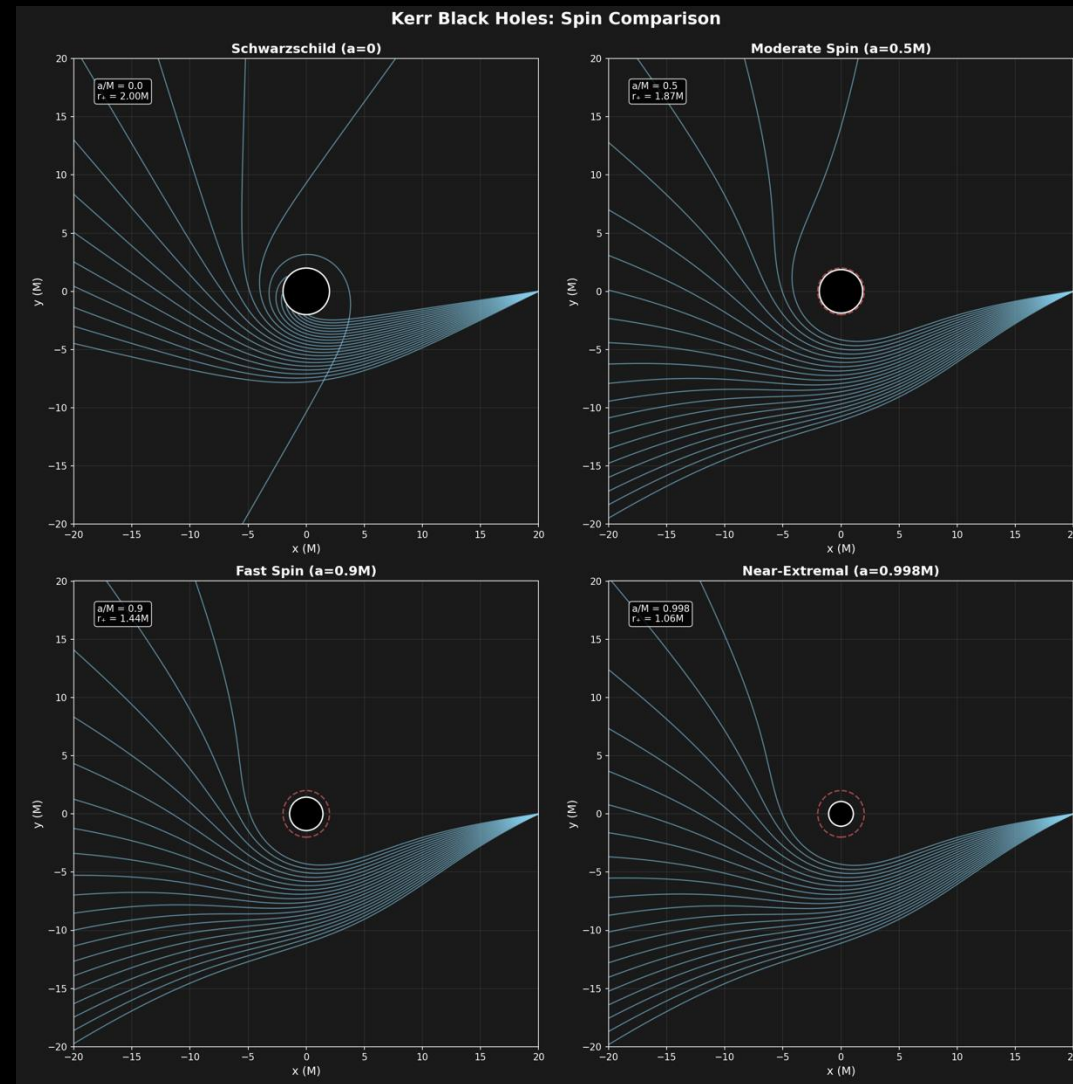 Kerr Black Holes: Spin Comparison
Schwarzschild (a=0)
a/M = 0.0
r₊ = 2.00M
20
15
10
5
0
−5
−10
−15
−20
y (M)
−20 −15 −10 −5 0 5 10 15 20
x (M)
Moderate Spin (a=0.5M)
a/M = 0.5
r₊ = 1.87M
20
15
10
5
0
−5
−10
−15
−20
y (M)
−20 −15 −10 −5 0 5 10 15 2
x (M)
Fast Spin (a=0.9M)
a/M = 0.9
r₊ = 1.44M
20
15
10
5
0
−5
−10
−15
−20
y (M)
−20 −15 −10 −5 0 5 10 15 20
x (M)
Near-Extremal (a=0.998M)
a/M = 0.998
r₊ = 1.06M
20
15
10
5
0
−5
−10
−15
−20
y (M)
−20 −15 −10 −5 0 5 10 15 2
x (M)